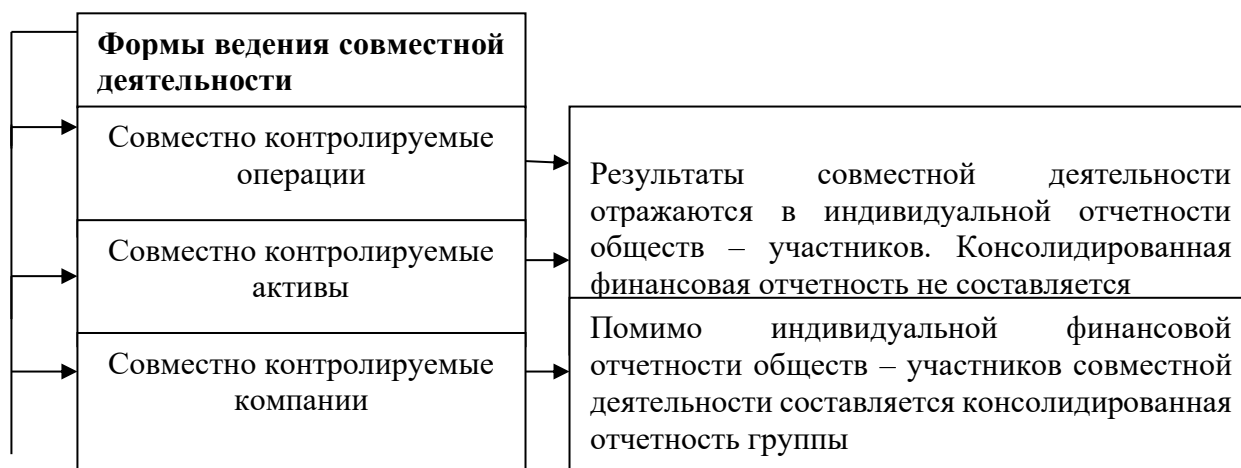 Формы ведения совместной
деятельности
Совместно контролируемые
операции
Результаты совместной деятельности
отражаются в индивидуальной отчетности
обществ – участников. Консолидированная
финансовая отчетность не составляется
Совместно контролируемые
активы
Совместно контролируемые
компании
Помимо индивидуальной финансовой
отчетности обществ – участников совместной
деятельности составляется консолидированная
отчетность группы